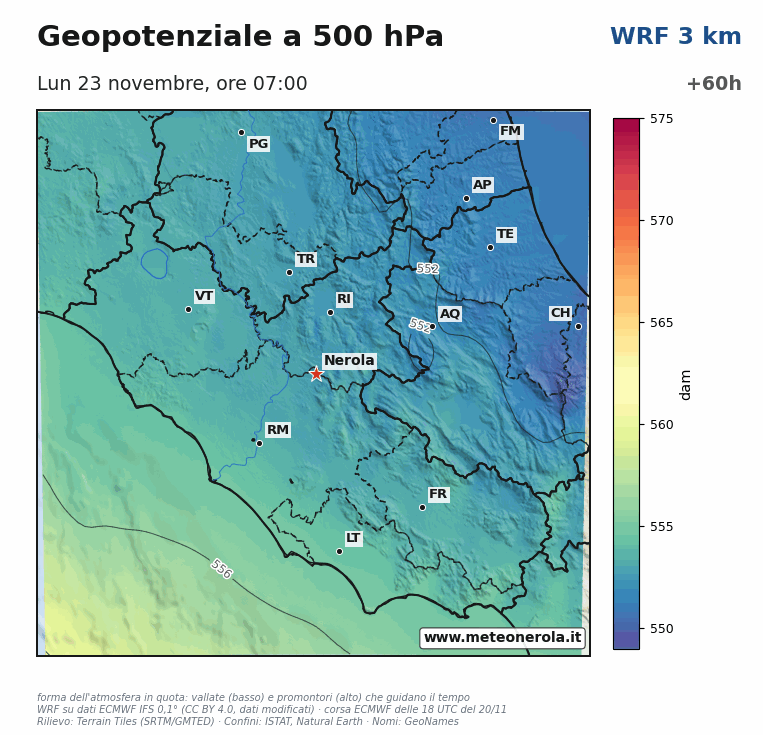 Geopotenziale a 500 hPa
WRF 3 km
Lun 23 novembre, ore 07:00
+60h
FM
PG
AP
TE
TR
552
VT
RI
AQ
CH
552
Nerola
RM
FR
LT
556
www.meteonerola.it
575
570
565
560
555
550
dam
forma dell'atmosfera in quota: vallate (basso) e promontori (alto) che guidano il tempo
WRF su dati ECMWF IFS 0,1° (CC BY 4.0, dati modificati) · corsa ECMWF delle 18 UTC del 20/11
Rilievo: Terrain Tiles (SRTM/GMTED) · Confini: ISTAT, Natural Earth · Nomi: GeoNames